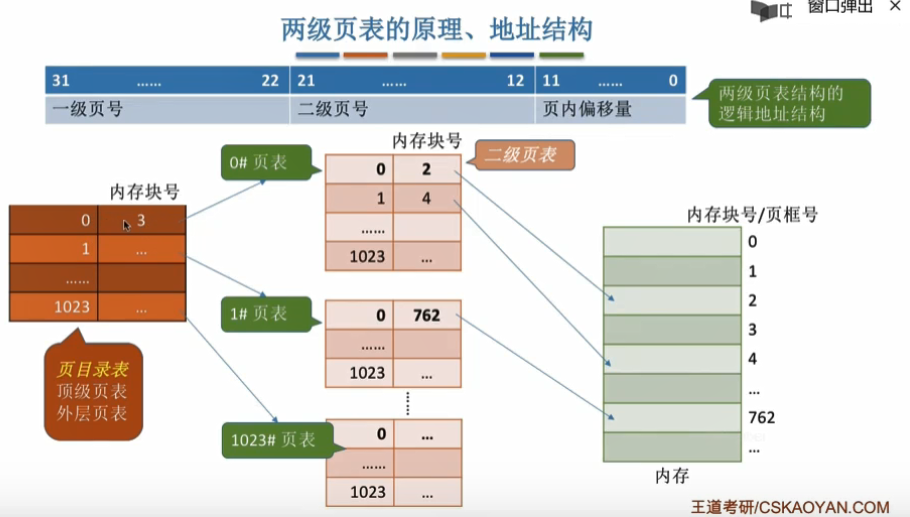 窗口弹出 ×
两级页表的原理、地址结构
31 …… 22 21 …… 12 11 …… 0
一级页号 二级页号 页内偏移量
两级页表结构的
逻辑地址结构
内存块号
0# 页表
二级页表
0 2
1 4
……
1023 ...
内存块号
0 3
1 ...
……
1023 ...
页目录表
顶级页表
外层页表
1# 页表
0 762
……
1023 ...
1023# 页表
0 ...
……
1023 ...
内存块号/页框号
0
1
2
3
4
...
762
...
内存
王道考研/CSKAOYAN.COM